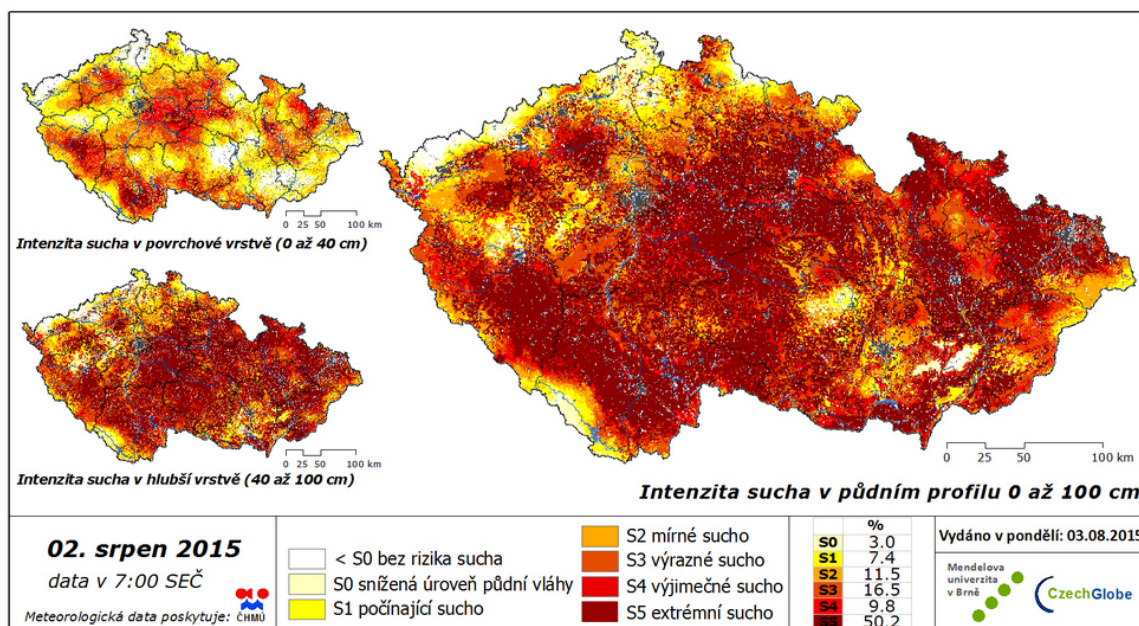 0 25 50 100 km
Intenzita sucha v povrchové vrstvě (0 až 40 cm)
0 25 50 100 km
Intenzita sucha v hlubší vrstvě (40 až 100 cm)
0 25 50 100 km
Intenzita sucha v půdním profilu 0 až 100 cm
02. srpen 2015
data v 7:00 SEČ
Meteorologická data poskytuje: ČHMÚ
< S0 bez rizika sucha
S0 snížená úroveň půdní vláhy
S1 počínající sucho
S2 mírné sucho
S3 výrazné sucho
S4 výjimečné sucho
S5 extrémní sucho
%
S0 3.0
S1 7.4
S2 11.5
S3 16.5
S4 9.8
S5 50.2
Vydáno v pondělí: 03.08.2015
Mendelova
univerzita
v Brně
CzechGlobe